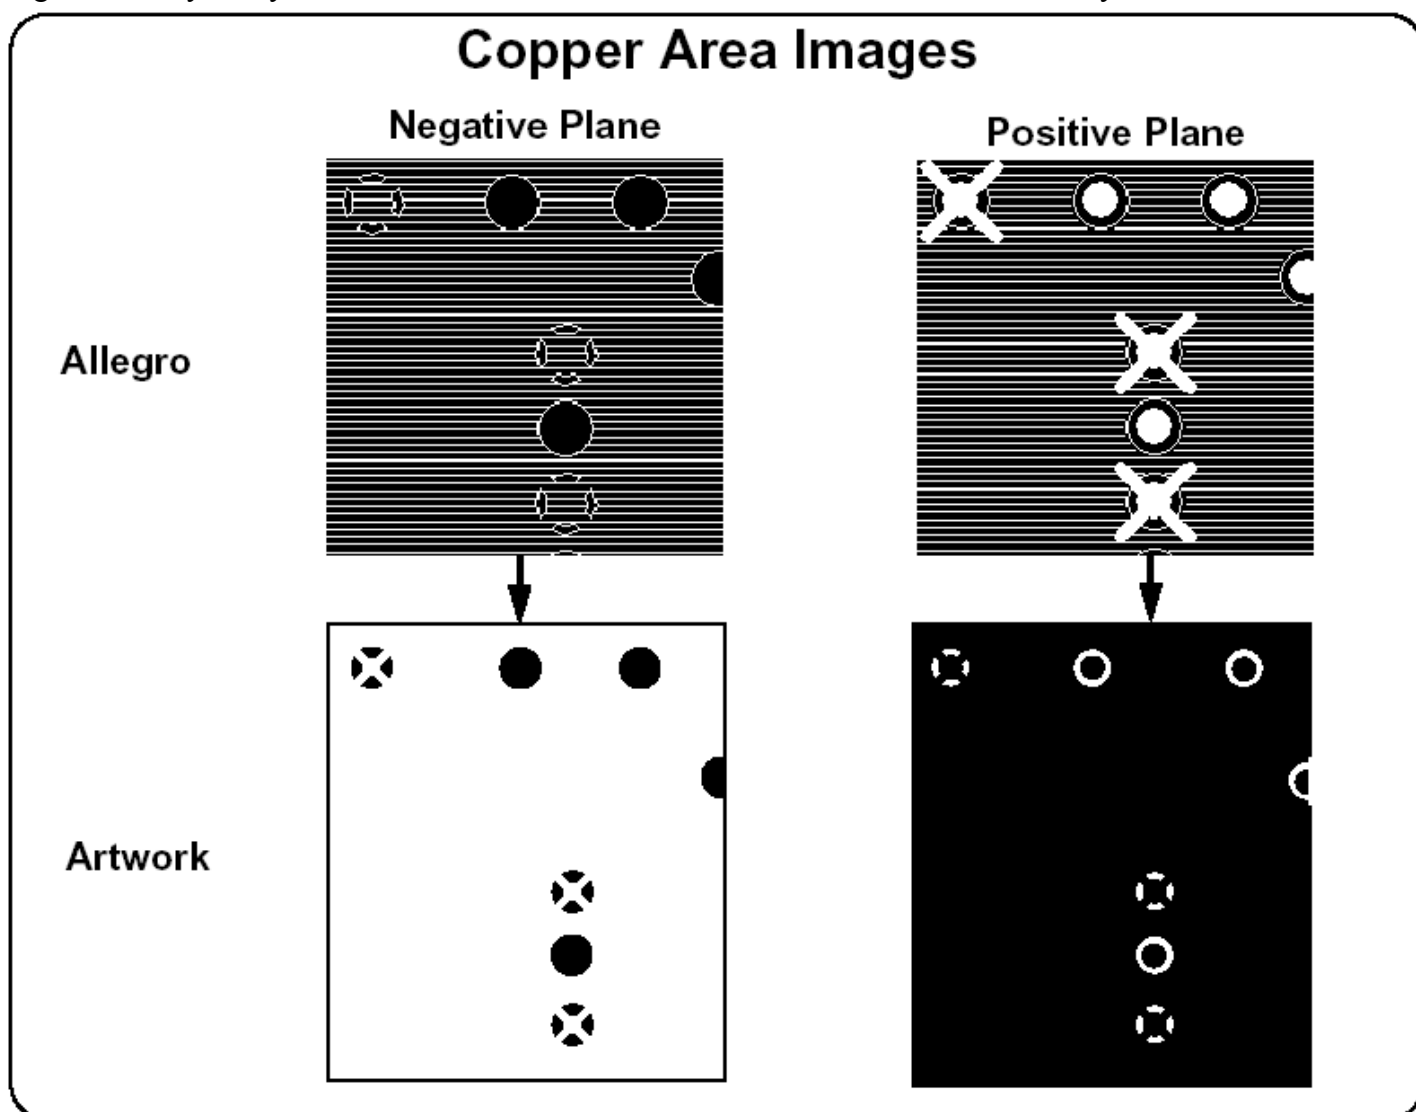 Copper Area Images
Negative Plane
Positive Plane
Allegro
Artwork